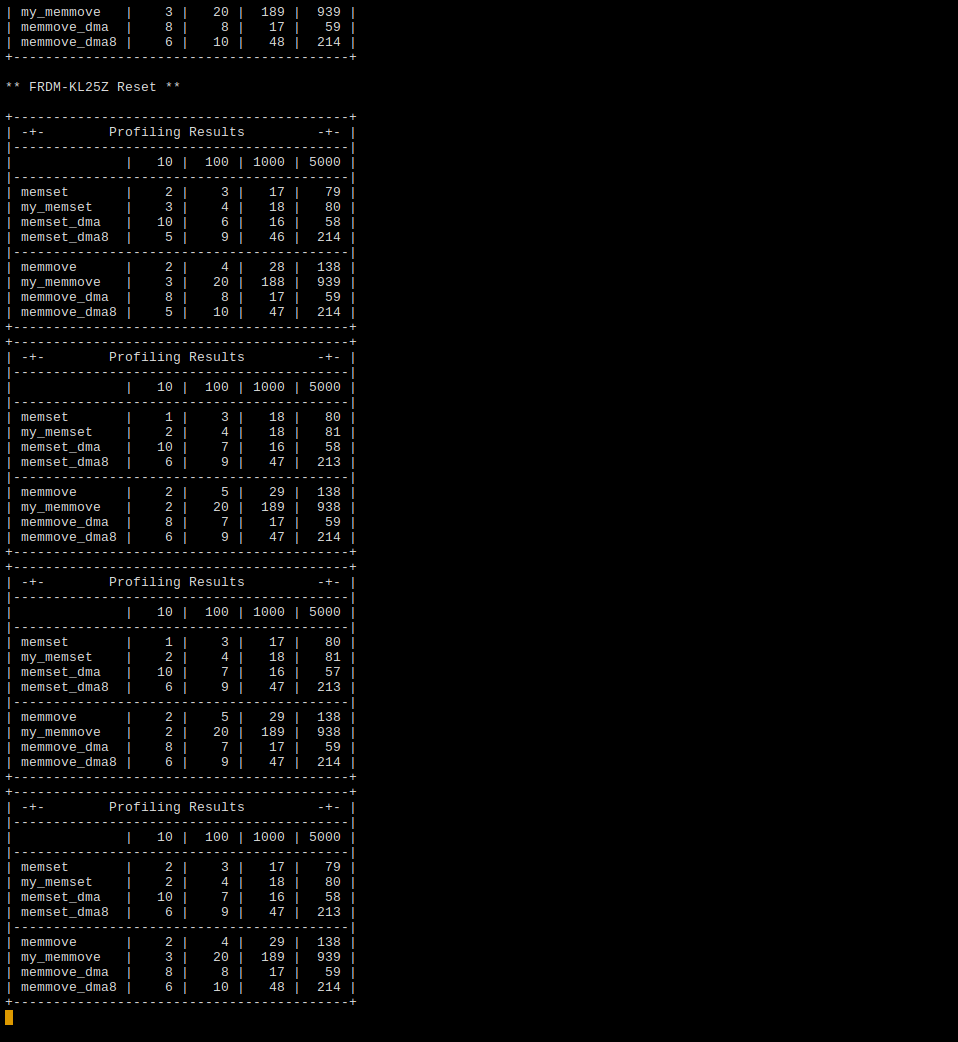 | my_memmove   |    3 |   20 |  189 |  939 |
| memmove_dma  |    8 |    8 |   17 |   59 |
| memmove_dma8 |    6 |   10 |   48 |  214 |
+------------------------------------------+
** FRDM-KL25Z Reset **
+------------------------------------------+
| -+-        Profiling Results         -+- |
|------------------------------------------|
|              |   10 |  100 | 1000 | 5000 |
|------------------------------------------|
| memset       |    2 |    3 |   17 |   79 |
| my_memset    |    3 |    4 |   18 |   80 |
| memset_dma   |   10 |    6 |   16 |   58 |
| memset_dma8  |    5 |    9 |   46 |  214 |
|------------------------------------------|
| memmove      |    2 |    4 |   28 |  138 |
| my_memmove   |    3 |   20 |  188 |  939 |
| memmove_dma  |    8 |    8 |   17 |   59 |
| memmove_dma8 |    5 |   10 |   47 |  214 |
+------------------------------------------+
+------------------------------------------+
| -+-        Profiling Results         -+- |
|------------------------------------------|
|              |   10 |  100 | 1000 | 5000 |
|------------------------------------------|
| memset       |    1 |    3 |   18 |   80 |
| my_memset    |    2 |    4 |   18 |   81 |
| memset_dma   |   10 |    7 |   16 |   58 |
| memset_dma8  |    6 |    9 |   47 |  213 |
|------------------------------------------|
| memmove      |    2 |    5 |   29 |  138 |
| my_memmove   |    2 |   20 |  189 |  938 |
| memmove_dma  |    8 |    7 |   17 |   59 |
| memmove_dma8 |    6 |    9 |   47 |  214 |
+------------------------------------------+
+------------------------------------------+
| -+-        Profiling Results         -+- |
|------------------------------------------|
|              |   10 |  100 | 1000 | 5000 |
|------------------------------------------|
| memset       |    1 |    3 |   17 |   80 |
| my_memset    |    2 |    4 |   18 |   81 |
| memset_dma   |   10 |    7 |   16 |   57 |
| memset_dma8  |    6 |    9 |   47 |  213 |
|------------------------------------------|
| memmove      |    2 |    5 |   29 |  138 |
| my_memmove   |    2 |   20 |  189 |  938 |
| memmove_dma  |    8 |    7 |   17 |   59 |
| memmove_dma8 |    6 |    9 |   47 |  214 |
+------------------------------------------+
+------------------------------------------+
| -+-        Profiling Results         -+- |
|------------------------------------------|
|              |   10 |  100 | 1000 | 5000 |
|------------------------------------------|
| memset       |    2 |    3 |   17 |   79 |
| my_memset    |    2 |    4 |   18 |   80 |
| memset_dma   |   10 |    7 |   16 |   58 |
| memset_dma8  |    6 |    9 |   47 |  213 |
|------------------------------------------|
| memmove      |    2 |    4 |   29 |  138 |
| my_memmove   |    3 |   20 |  189 |  939 |
| memmove_dma  |    8 |    8 |   17 |   59 |
| memmove_dma8 |    6 |   10 |   48 |  214 |
+------------------------------------------+